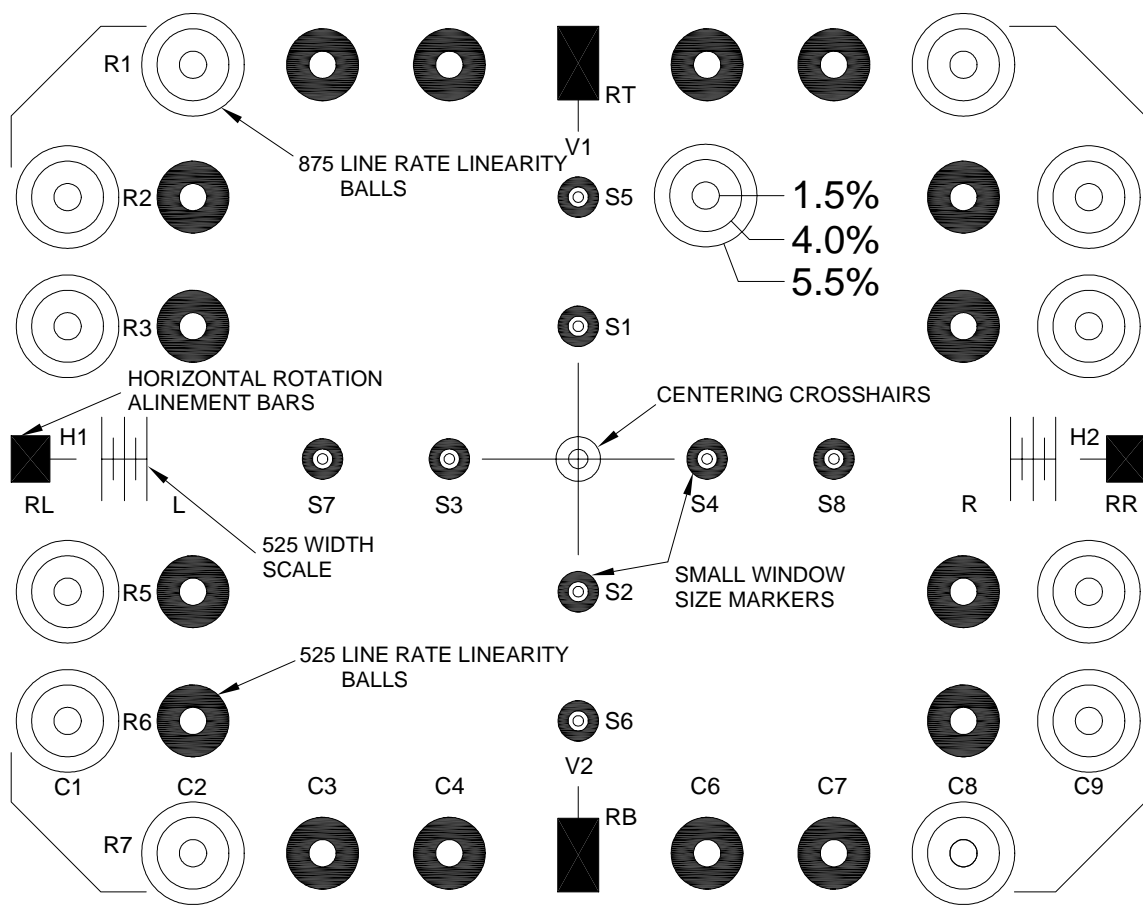 R1
RT
V1
875 LINE RATE LINEARITY
BALLS
R2
S5
1.5%
4.0%
5.5%
R3
S1
HORIZONTAL ROTATION
ALINEMENT BARS
CENTERING CROSSHAIRS
H1
H2
RL
L
S7
S3
S4
S8
R
RR
525 WIDTH
SCALE
SMALL WINDOW
SIZE MARKERS
R5
S2
525 LINE RATE LINEARITY
BALLS
R6
S6
V2
C1
C2
C3
C4
C6
C7
C8
C9
RB
R7